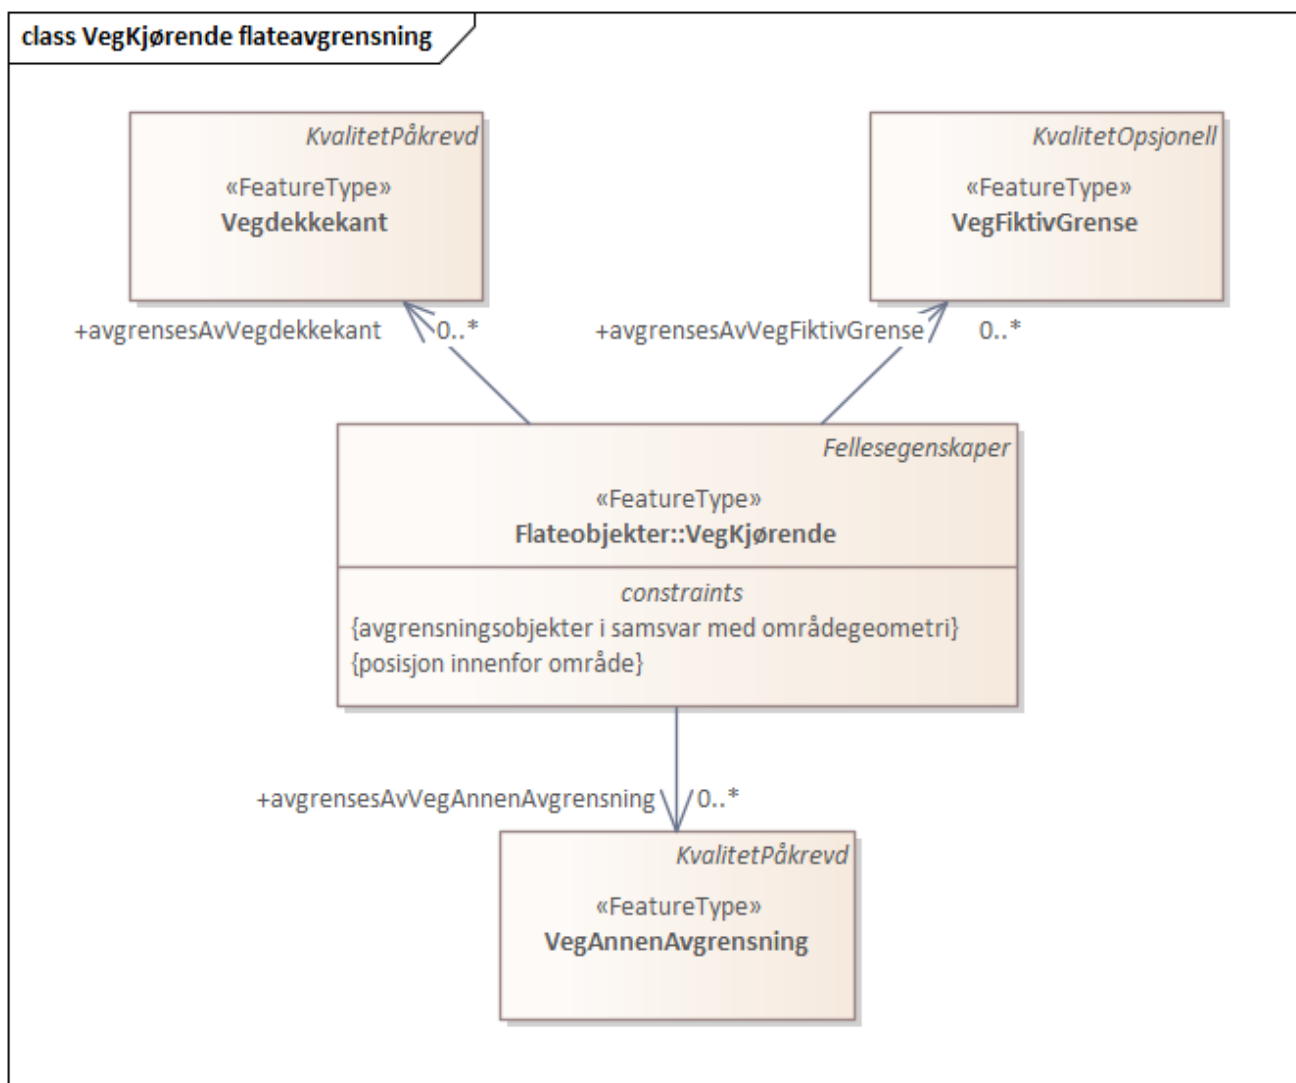 class VegKjørende flateavgrensning
KvalitetPåkrevd
«FeatureType»
Vegdekkekant
KvalitetOpsjonell
«FeatureType»
VegFiktivGrense
+avgrensesAvVegdekkekant
0..*
+avgrensesAvVegFiktivGrense
0..*
Fellesegenskaper
«FeatureType»
Flateobjekter::VegKjørende
constraints
{avgrensningsobjekter i samsvar med områdegeometri}
{posisjon innenfor område}
+avgrensesAvVegAnnenAvgrensning
0..*
KvalitetPåkrevd
«FeatureType»
VegAnnenAvgrensning